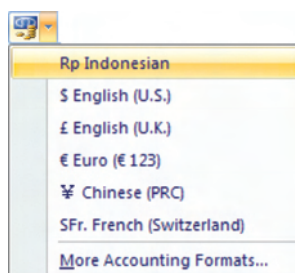 Rp Indonesian
$ English (U.S.)
£ English (U.K.)
€ Euro (€ 123)
¥ Chinese (PRC)
SFr. French (Switzerland)
More Accounting Formats...